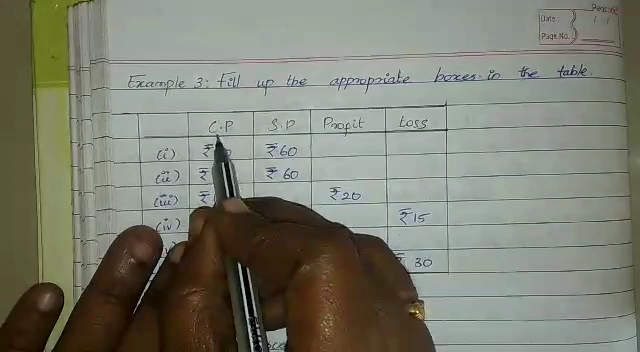 Date:
Page No.
Example 3: Fill up the appropriate boxes in the table.
C.P S.P Profit Loss
(i) ₹60
(ii) ₹60
(iii) ₹20
(iv) ₹15
30